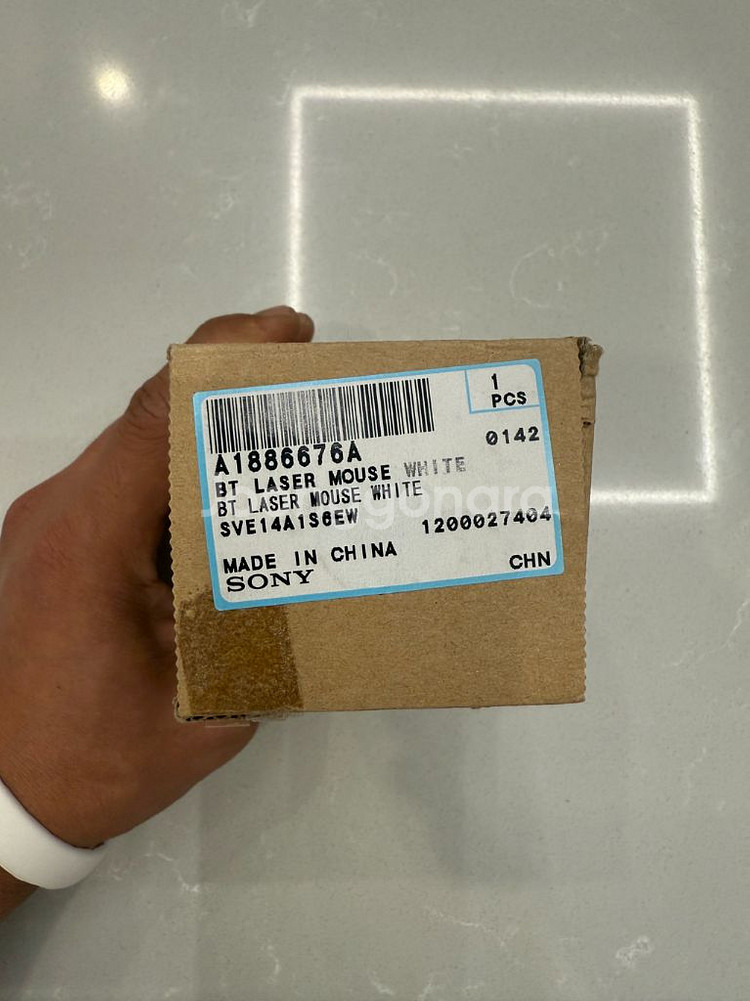 1
PCS
A1886676A
0142
BT LASER MOUSE WHITE
BT LASER MOUSE WHITE
SVE14A1S6EW
1200027404
MADE IN CHINA
SONY
CHN